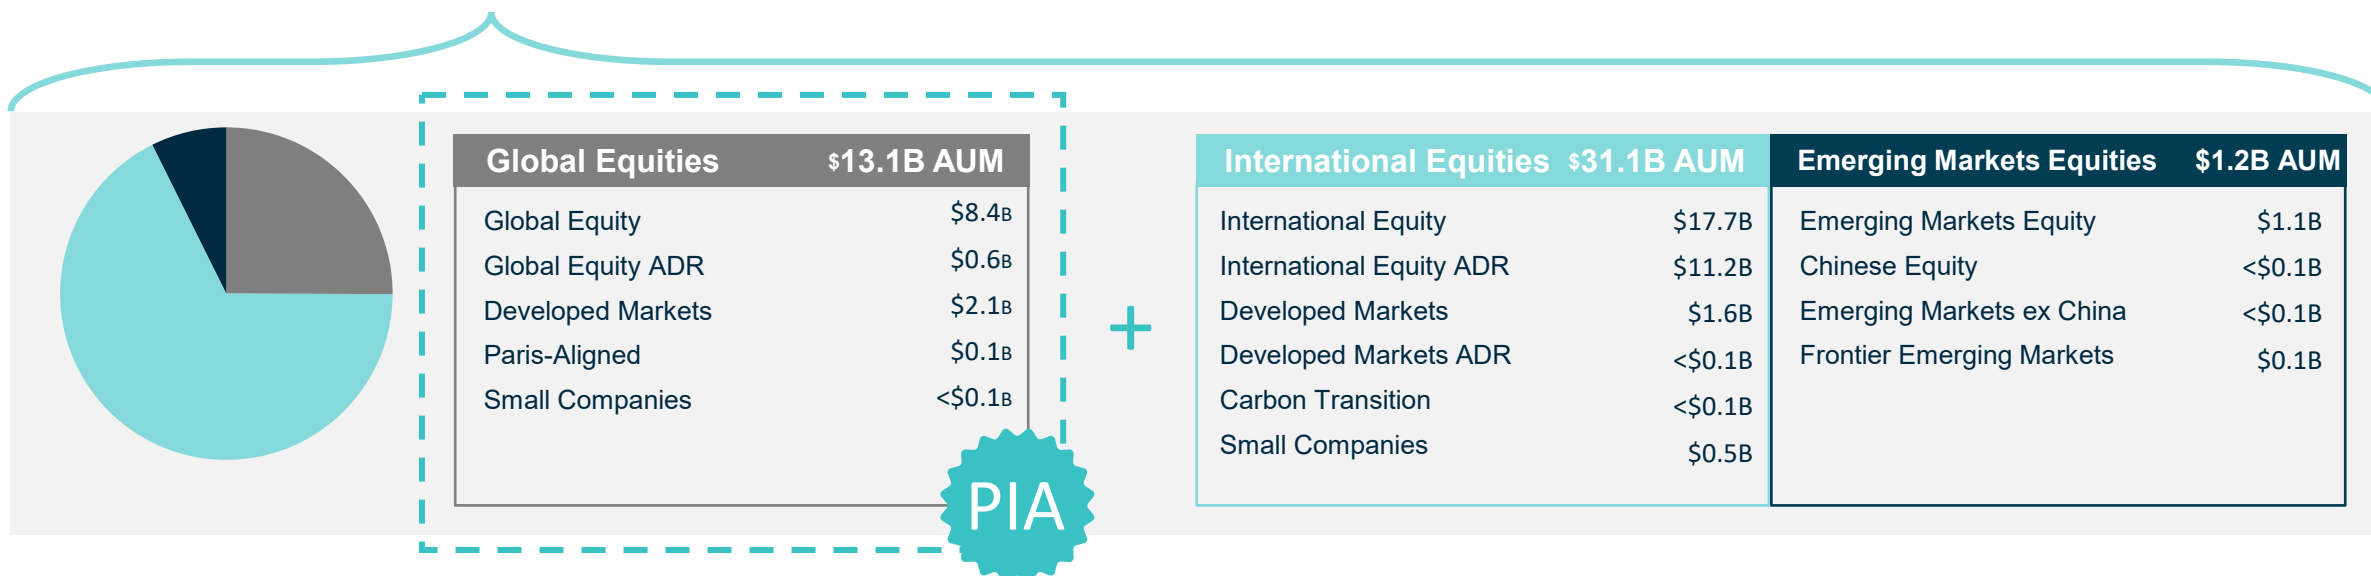 Global Equities $13.1B AUM
Global Equity $8.4B
Global Equity ADR $0.6B
Developed Markets $2.1B
Paris-Aligned $0.1B
Small Companies <$0.1B
PIA
+
International Equities $31.1B AUM
International Equity $17.7B
International Equity ADR $11.2B
Developed Markets $1.6B
Developed Markets ADR <$0.1B
Carbon Transition <$0.1B
Small Companies $0.5B
Emerging Markets Equities $1.2B AUM
Emerging Markets Equity $1.1B
Chinese Equity <$0.1B
Emerging Markets ex China <$0.1B
Frontier Emerging Markets $0.1B